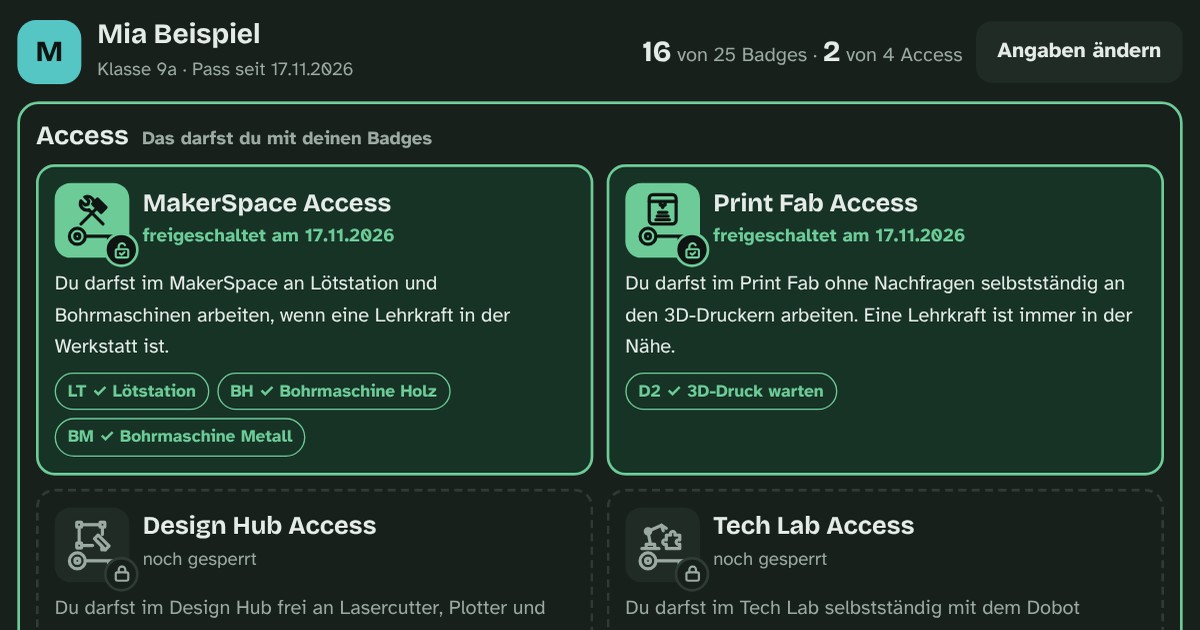 M
Mia Beispiel
Klasse 9a · Pass seit 17.11.2026
16 von 25 Badges · 2 von 4 Access
Angaben ändern
Access Das darfst du mit deinen Badges
MakerSpace Access
freigeschaltet am 17.11.2026
Du darfst im MakerSpace an Lötstation und
Bohrmaschinen arbeiten, wenn eine Lehrkraft in der
Werkstatt ist.
LT ✓ Lötstation
BH ✓ Bohrmaschine Holz
BM ✓ Bohrmaschine Metall
Print Fab Access
freigeschaltet am 17.11.2026
Du darfst im Print Fab ohne Nachfragen selbstständig an
den 3D-Druckern arbeiten. Eine Lehrkraft ist immer in der
Nähe.
D2 ✓ 3D-Druck warten
Design Hub Access
noch gesperrt
Du darfst im Design Hub frei an Lasercutter, Plotter und
Tech Lab Access
noch gesperrt
Du darfst im Tech Lab selbstständig mit dem Dobot